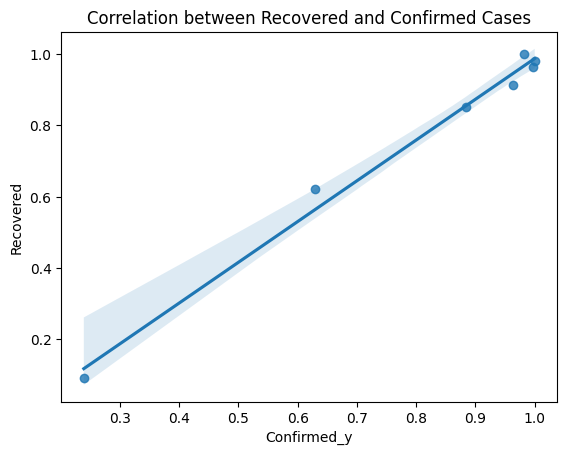 Correlation between Recovered and Confirmed Cases
1.0
0.8
0.6
0.4
0.2
Recovered
0.3 0.4 0.5 0.6 0.7 0.8 0.9 1.0
Confirmed_y